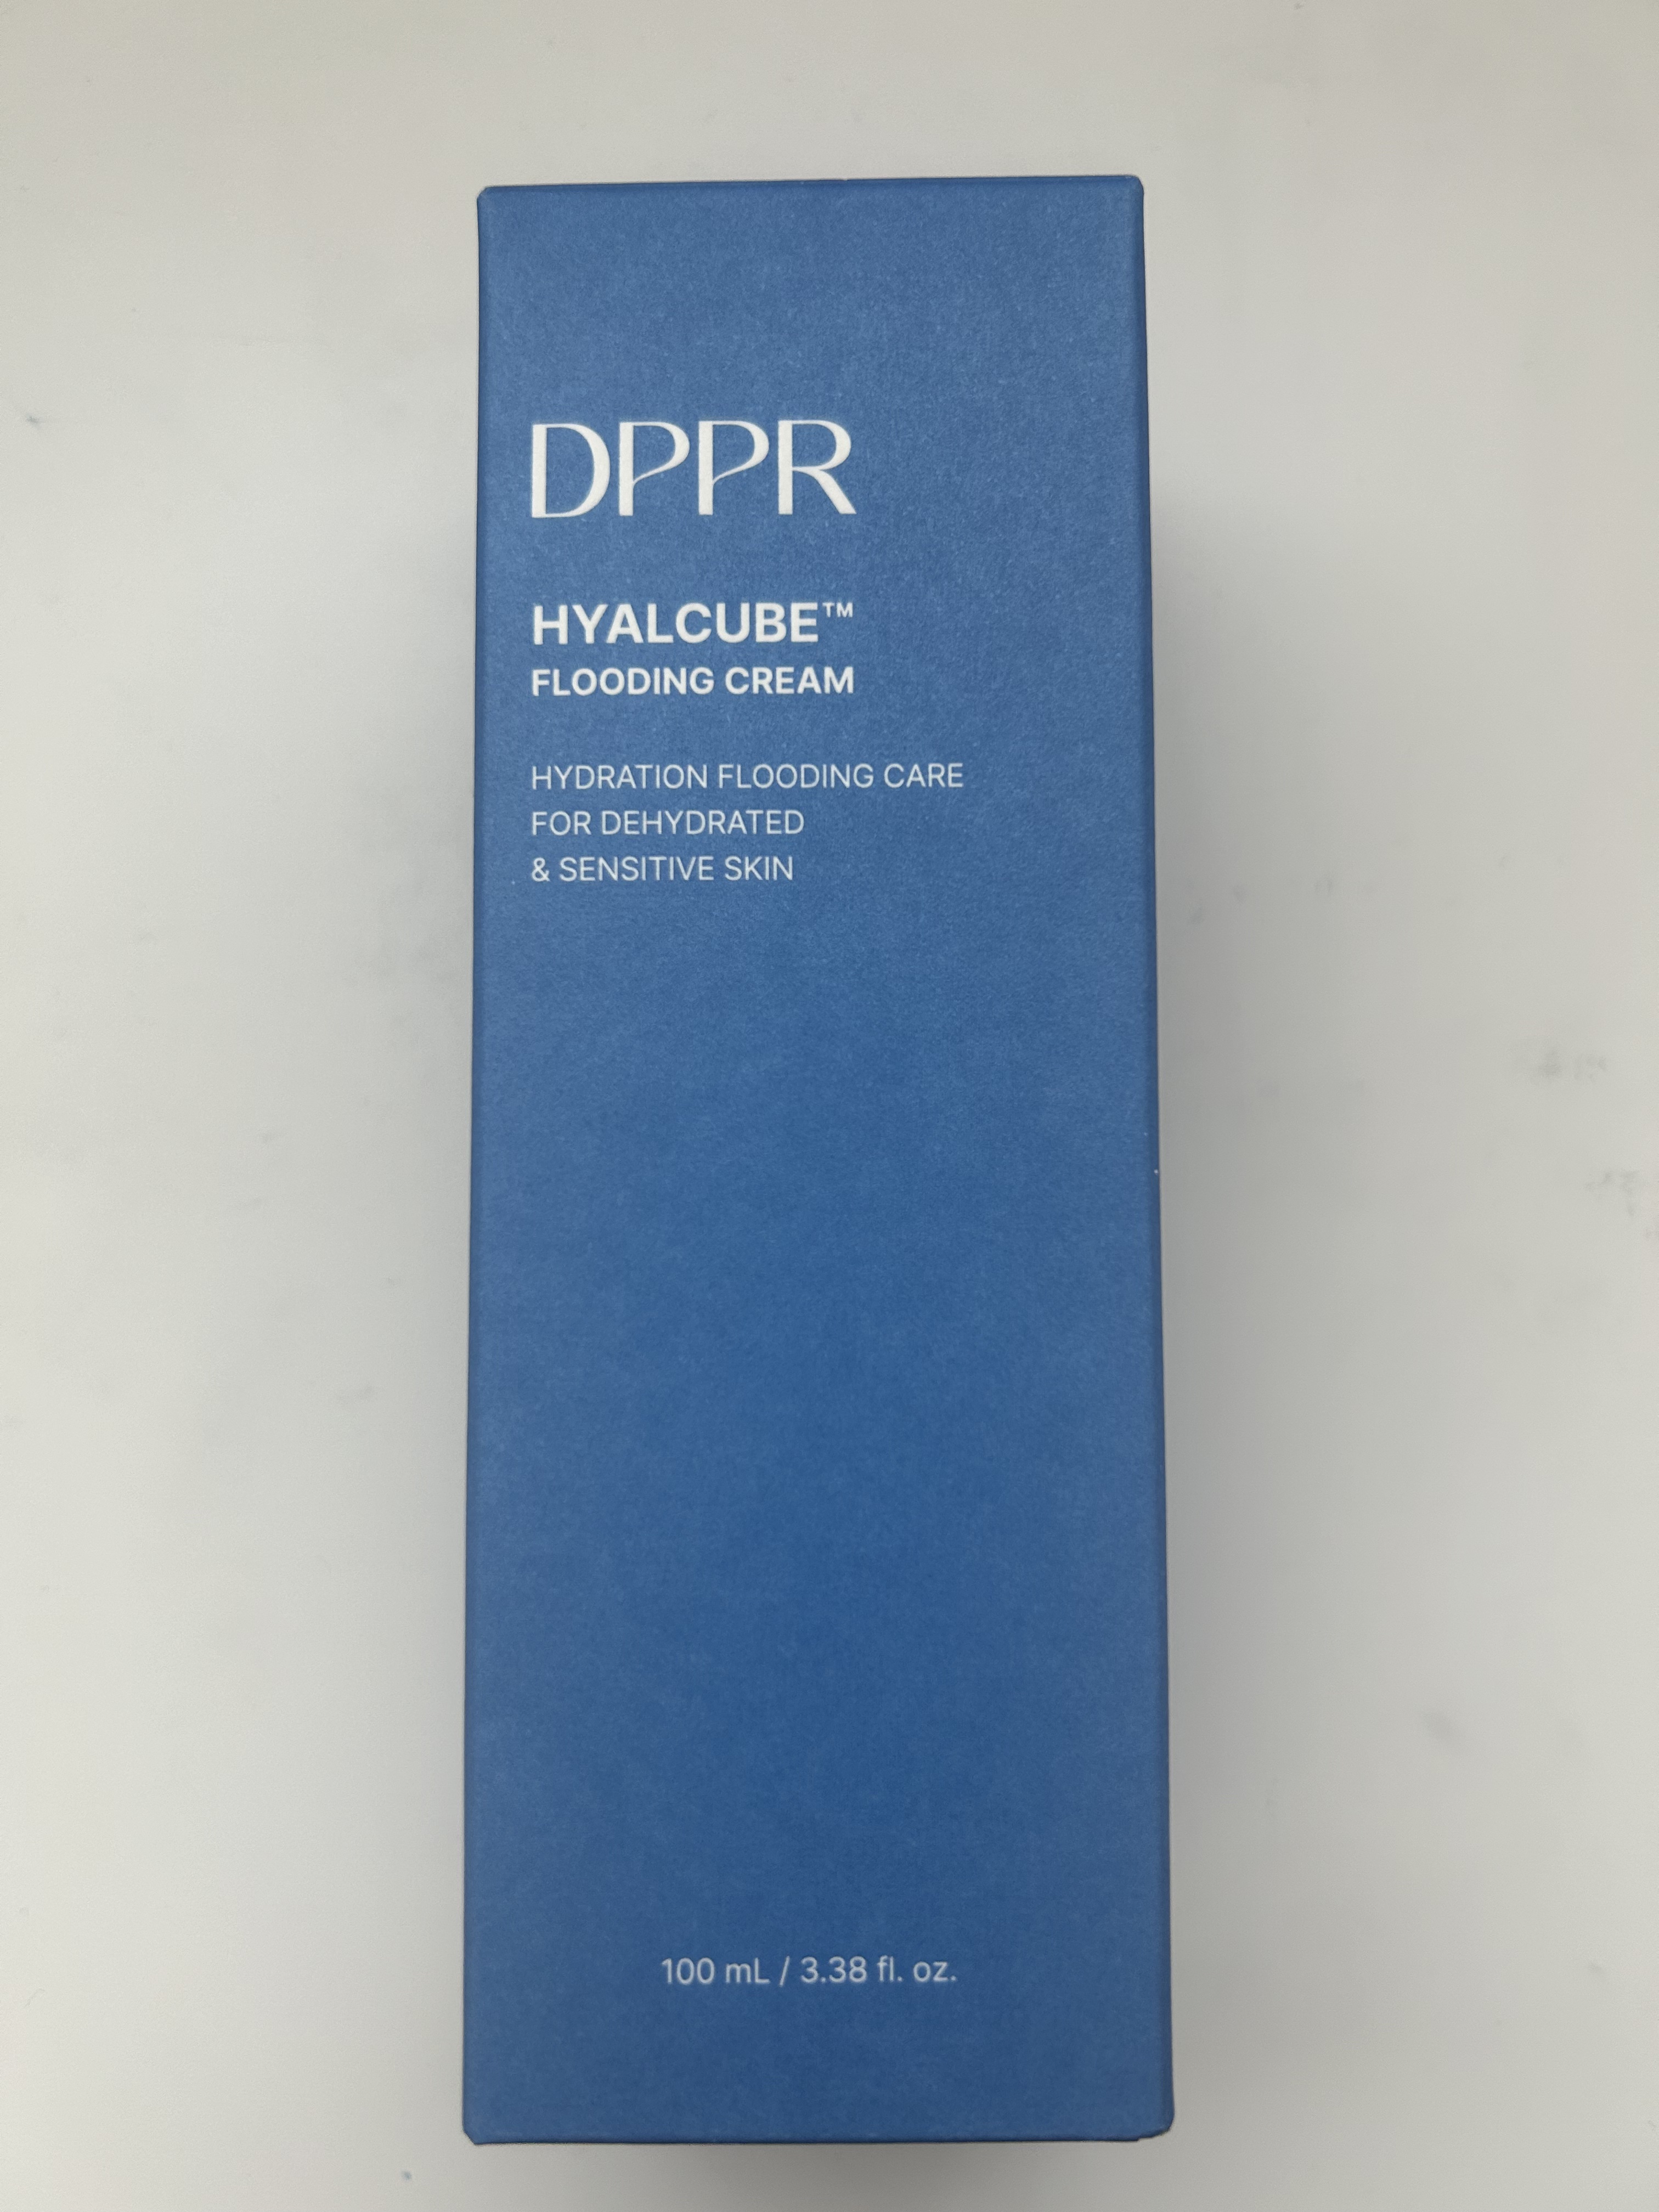 DPPR
HYALCUBE™
FLOODING CREAM
HYDRATION FLOODING CARE
FOR DEHYDRATED
& SENSITIVE SKIN
100 mL / 3.38 fl. oz.